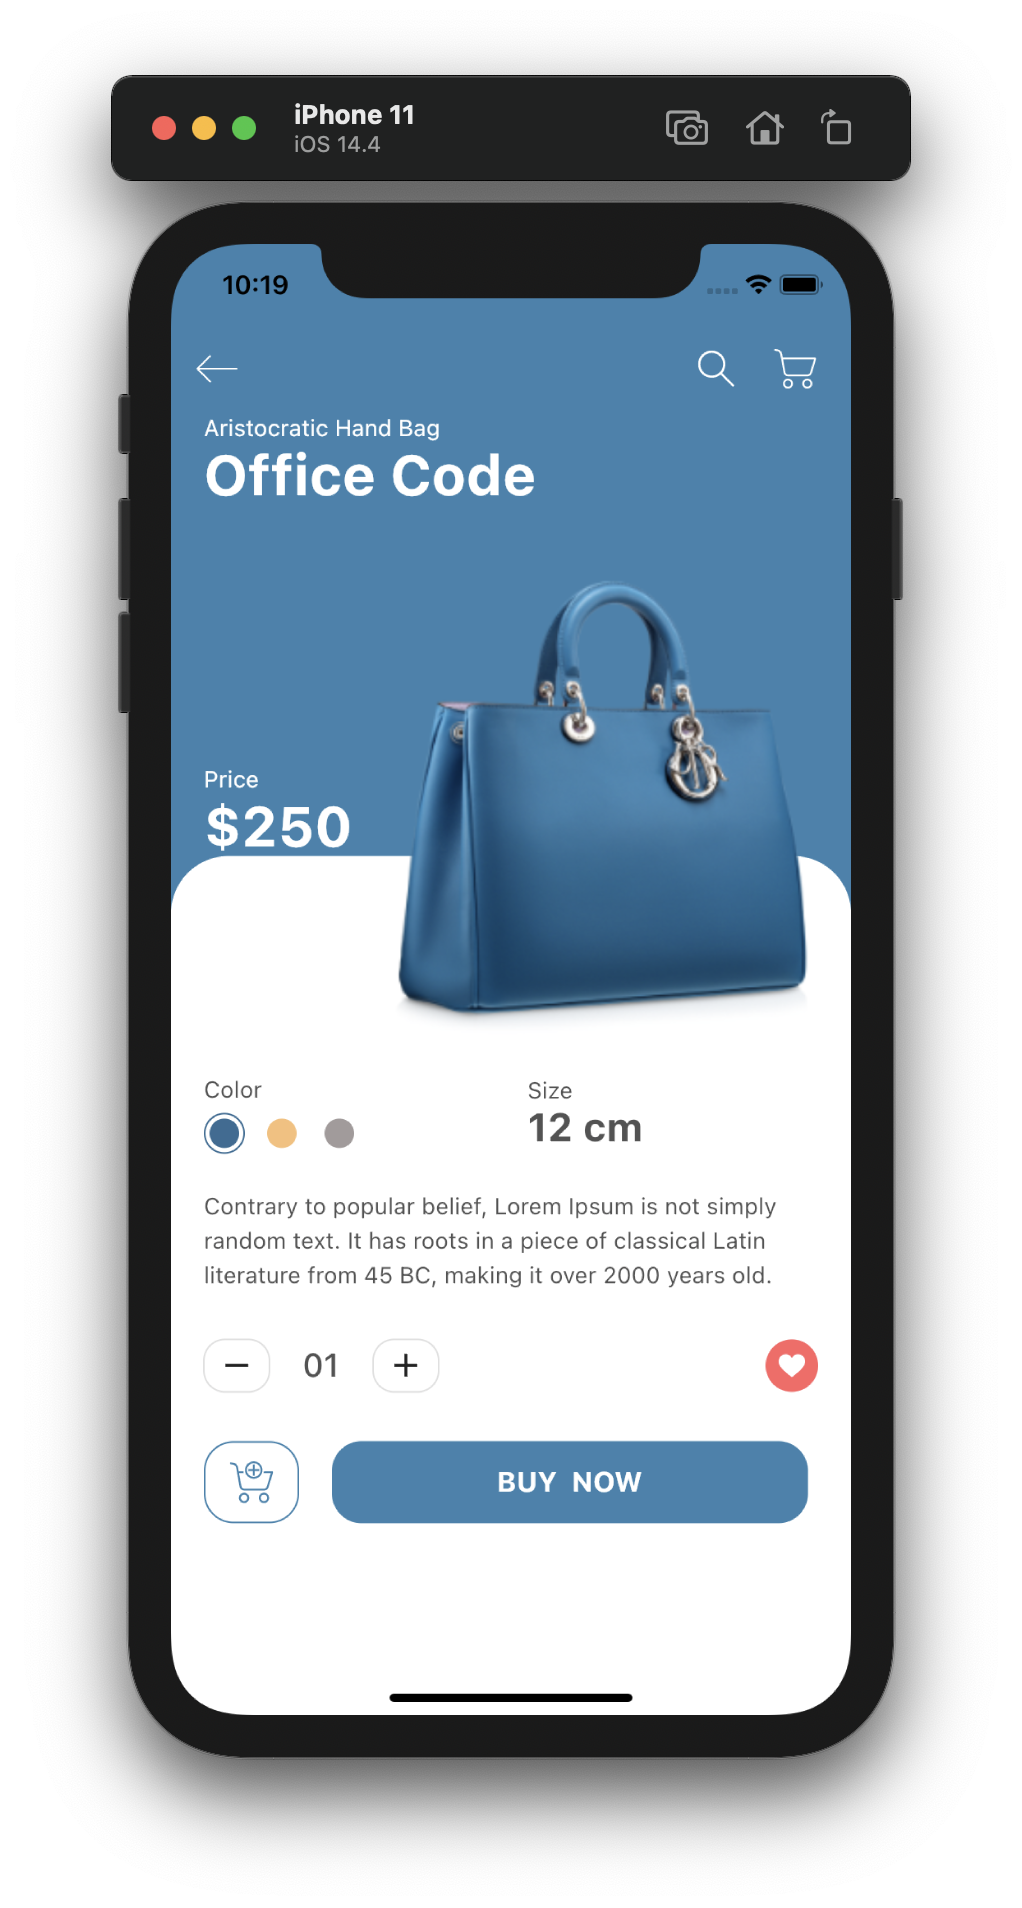 iPhone 11
iOS 14.4
10:19
Aristocratic Hand Bag
Office Code
Price
$250
Color
Size
12 cm
Contrary to popular belief, Lorem Ipsum is not simply
random text. It has roots in a piece of classical Latin
literature from 45 BC, making it over 2000 years old.
01
BUY NOW